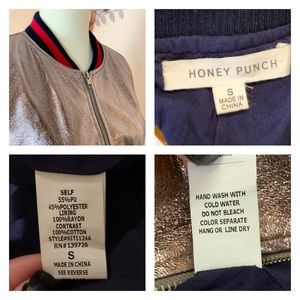 HONEY PUNCH
S
MADE IN
CHINA
SELF
55%PU
45%POLYESTER
LINING
100%RAYON
CONTRAST
100%COTTON
STYLE#6IT1124A
RN#139726
S
MADE IN CHINA
SEE REVERSE
HAND WASH WITH
COLD WATER
DO NOT BLEACH
COLOR SEPARATE
HANG OR LINE DRY